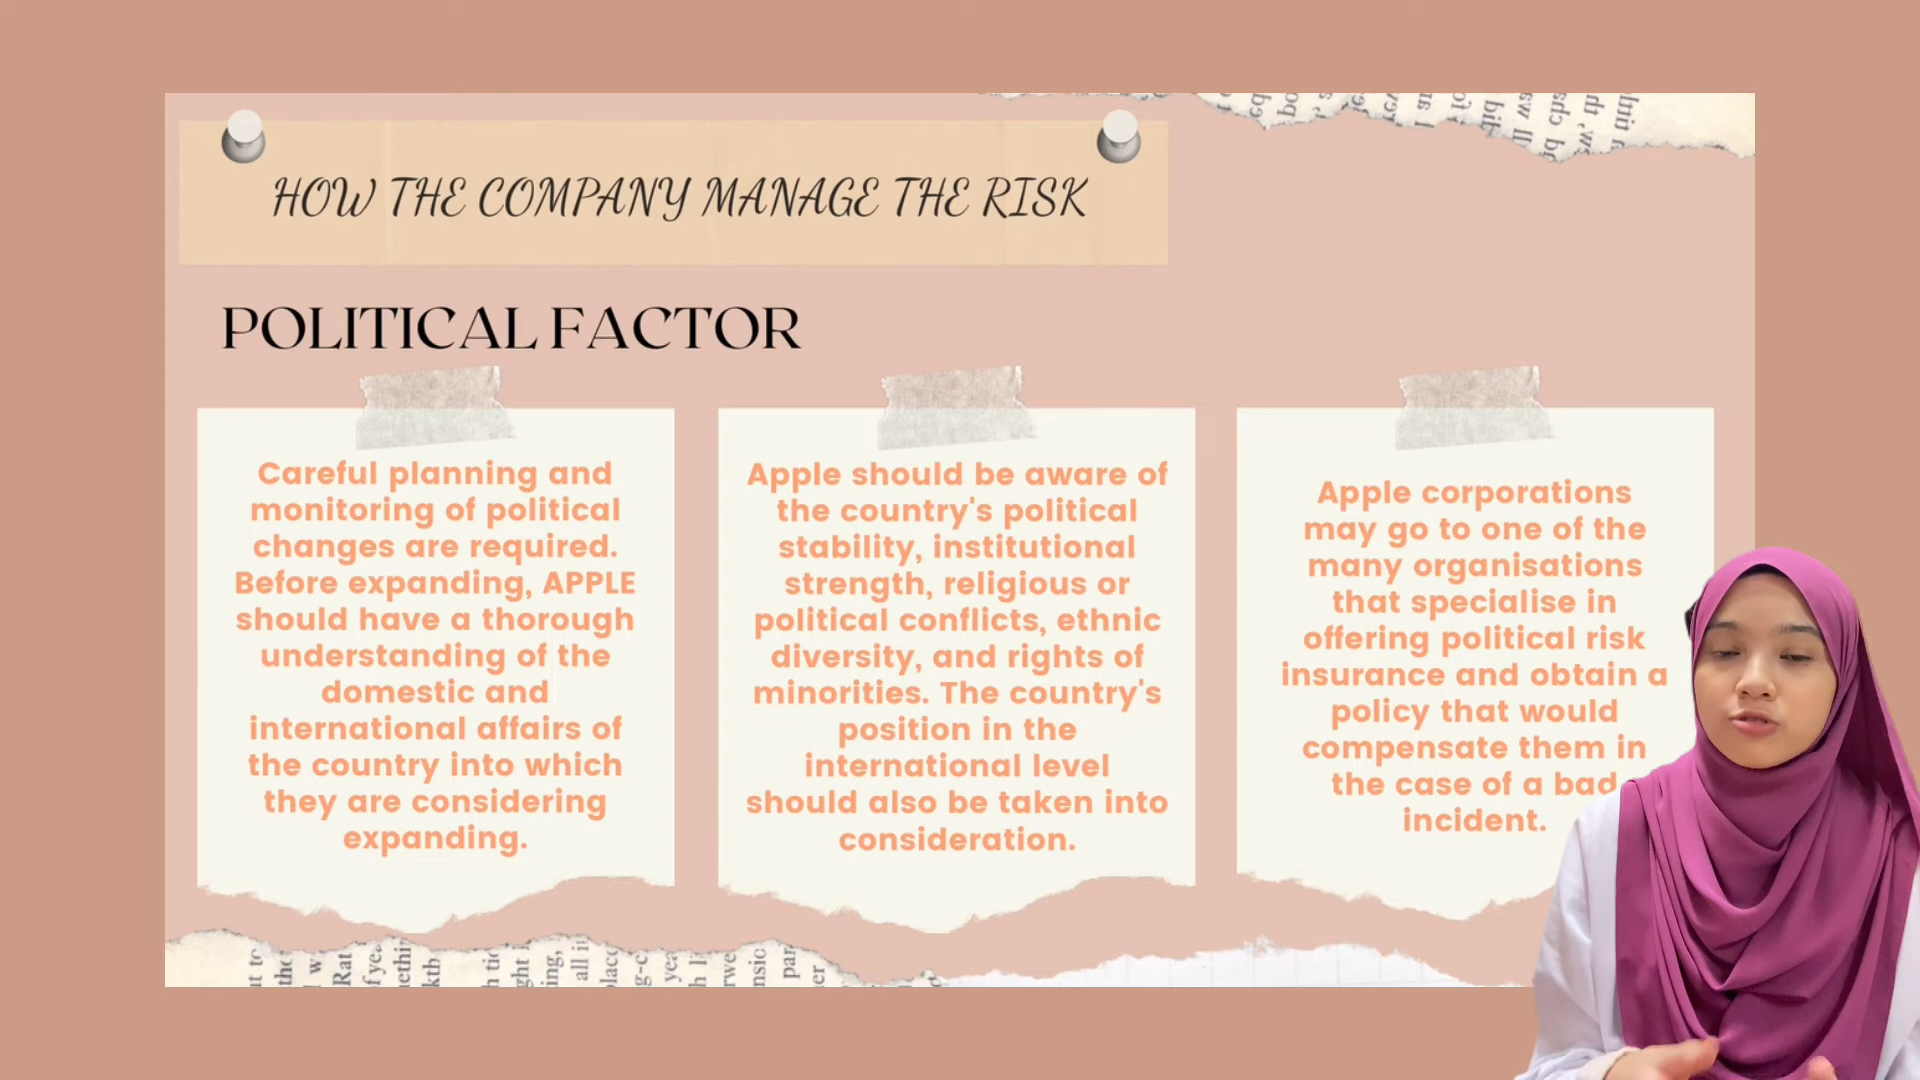 HOW THE COMPANY MANAGE THE RISK
POLITICAL FACTOR
Careful planning and
monitoring of political
changes are required.
Before expanding, APPLE
should have a thorough
understanding of the
domestic and
international affairs of
the country into which
they are considering
expanding.
Apple should be aware of
the country's political
stability, institutional
strength, religious or
political conflicts, ethnic
diversity, and rights of
minorities. The country's
position in the
international level
should also be taken into
consideration.
Apple corporations
may go to one of the
many organisations
that specialise in
offering political risk
insurance and obtain a
policy that would
compensate them in
the case of a bad
incident.